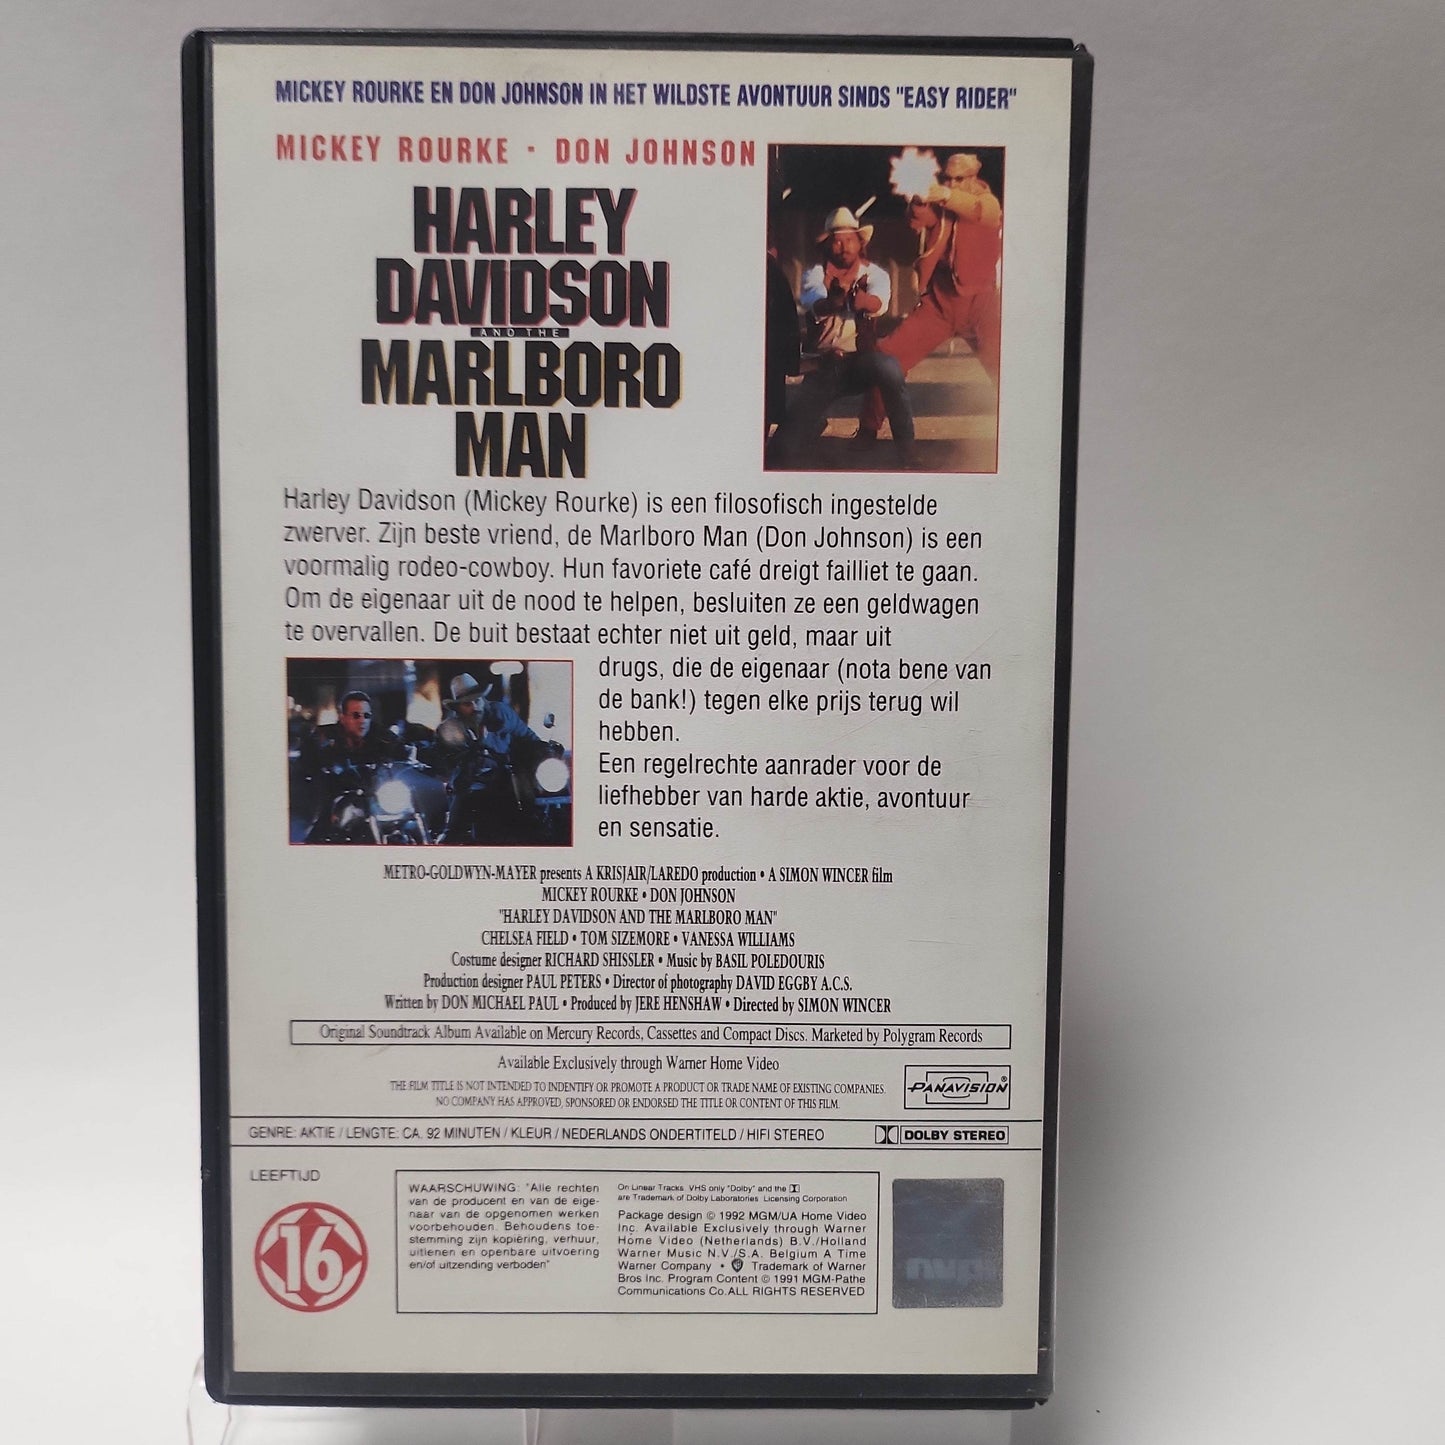 MICKEY ROURKE EN DON JOHNSON IN HET WILDSTE AVONTUUR SINDS "EASY RIDER"
MICKEY ROURKE · DON JOHNSON
HARLEY
DAVIDSON
AND THE
MARLBORO
MAN
Harley Davidson (Mickey Rourke) is een filosofisch ingestelde
zwerver. Zijn beste vriend, de Marlboro Man (Don Johnson) is een
voormalig rodeo-cowboy. Hun favoriete café dreigt failliet te gaan.
Om de eigenaar uit de nood te helpen, besluiten ze een geldwagen
te overvallen. De buit bestaat echter niet uit geld, maar uit
drugs, die de eigenaar (nota bene van
de bank!) tegen elke prijs terug wil
hebben.
Een regelrechte aanrader voor de
liefhebber van harde aktie, avontuur
en sensatie.
METRO-GOLDWYN-MAYER presents A KRISJAIR/LAREDO production • A SIMON WINCER film
MICKEY ROURKE • DON JOHNSON
"HARLEY DAVIDSON AND THE MARLBORO MAN"
CHELSEA FIELD • TOM SIZEMORE • VANESSA WILLIAMS
Costume designer RICHARD SHISSLER • Music by BASIL POLEDOURIS
Production designer PAUL PETERS • Director of photography DAVID EGGBY A.C.S.
Written by DON MICHAEL PAUL • Produced by JERE HENSHAW • Directed by SIMON WINCER
Original Soundtrack Album Available on Mercury Records, Cassettes and Compact Discs. Marketed by Polygram Records
Available Exclusively through Warner Home Video
THE FILM TITLE IS NOT INTENDED TO INDENTIFY OR PROMOTE A PRODUCT OR TRADE NAME OF EXISTING COMPANIES.
NO COMPANY HAS APPROVED, SPONSORED OR ENDORSED THE TITLE OR CONTENT OF THIS FILM.
PANAVISION®
GENRE: AKTIE / LENGTE: CA. 92 MINUTEN / KLEUR / NEDERLANDS ONDERTITELD / HIFI STEREO
DOLBY STEREO
LEEFTIJD
16
WAARSCHUWING: "Alle rechten
van de producent en van de eige-
naar van de opgenomen werken
voorbehouden. Behoudens toe-
stemming zijn kopiëring, verhuur,
uitlenen en openbare uitvoering
en/of uitzending verboden"
On Linear Tracks. VHS only "Dolby" and the
are Trademark of Dolby Laboratories Licensing Corporation
Package design © 1992 MGM/UA Home Video
Inc. Available Exclusively through Warner
Home Video (Netherlands) B.V./Holland
Warner Music N.V./S.A. Belgium A Time
Warner Company • Trademark of Warner
Bros Inc. Program Content © 1991 MGM-Pathe
Communications Co.ALL RIGHTS RESERVED
nvpi